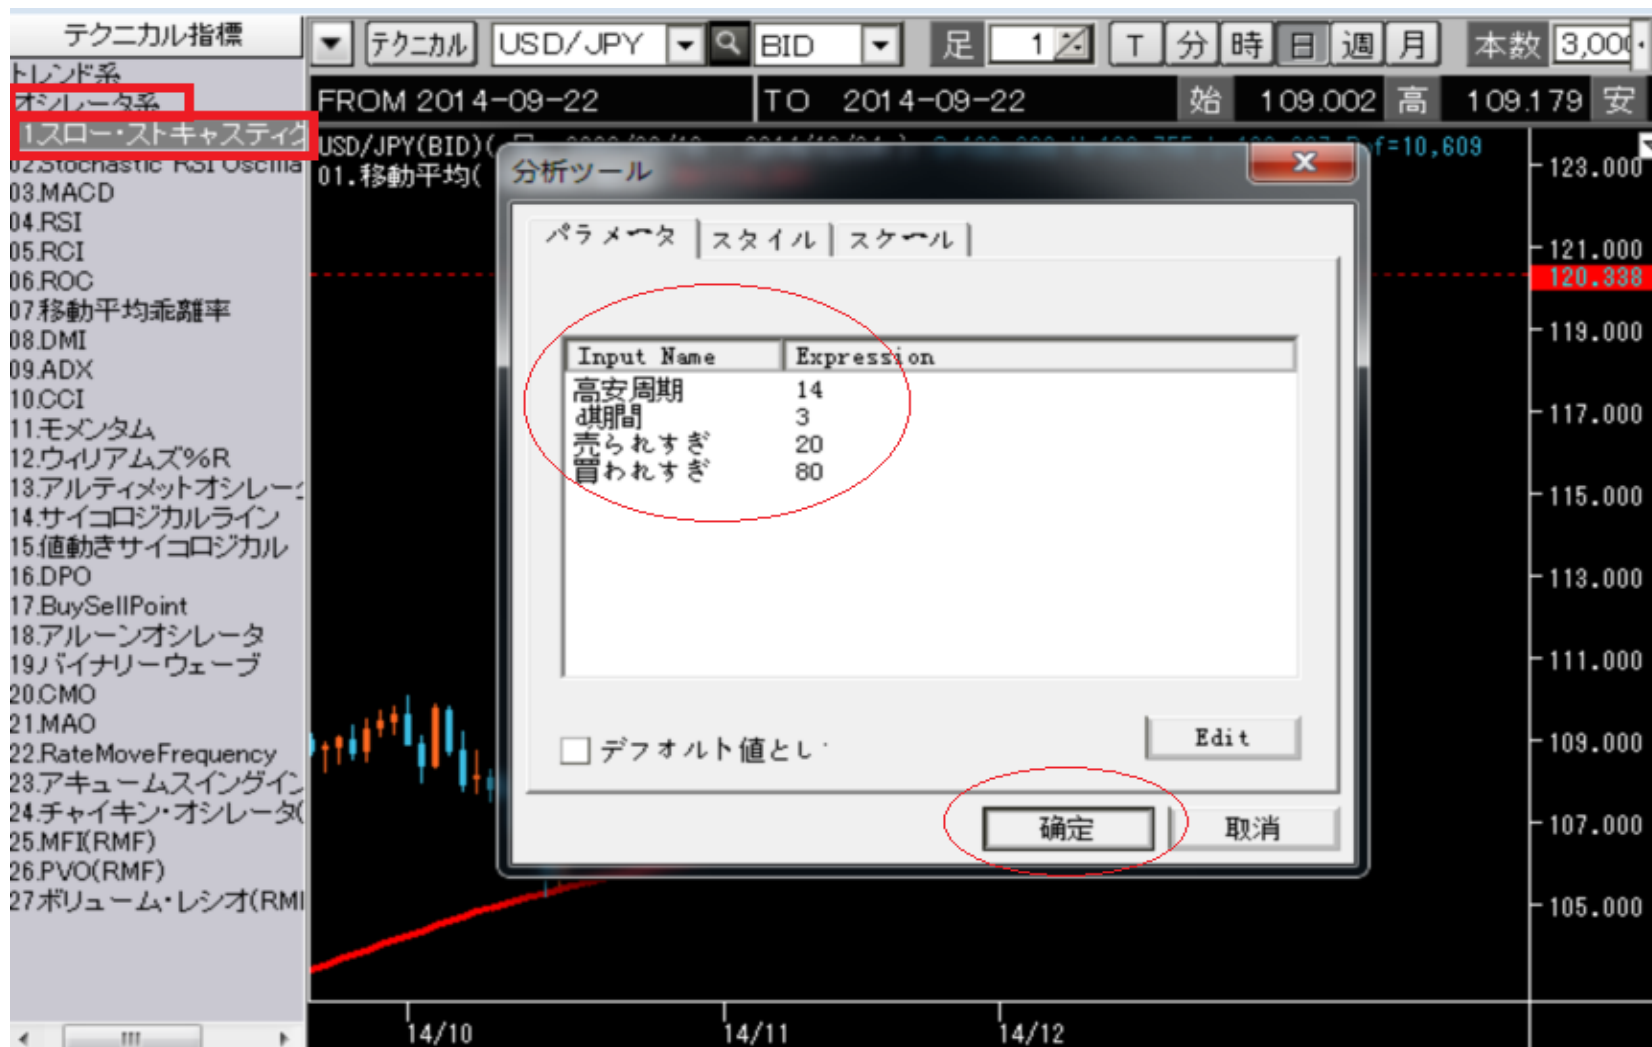 テクニカル指標
テクニカル USD/JPY BID 足 1 T 分 時 日 週 月 本数 3,000
トレンド系
オシレータ系
1.スロー・ストキャスティク
02.Stochastic RSI Oscilla
03.MACD
04.RSI
05.RCI
06.ROC
07.移動平均乖離率
08.DMI
09.ADX
10.CCI
11.モメンタム
12.ウィリアムズ%R
13.アルティメットオシレー
14.サイコロジカルライン
15.値動きサイコロジカル
16.DPO
17.BuySellPoint
18.アルーンオシレータ
19.バイナリーウェーブ
20.CMO
21.MAO
22.RateMoveFrequency
23.アキュームスイングイン
24.チャイキン・オシレータ(
25.MFI(RMF)
26.PVO(RMF)
27.ボリューム・レシオ(RM
FROM 2014-09-22 TO 2014-09-22 始 109.002 高 109.179 安
USD/JPY(BID)( f=10,609
01.移動平均(
分析ツール
パラメータ スタイル スケール
Input Name Expression
高安周期 14
d期間 3
売られすぎ 20
買われすぎ 80
デフォルト値とし
Edit
确定 取消
123.000
121.000
120.338
119.000
117.000
115.000
113.000
111.000
109.000
107.000
105.000
14/10 14/11 14/12